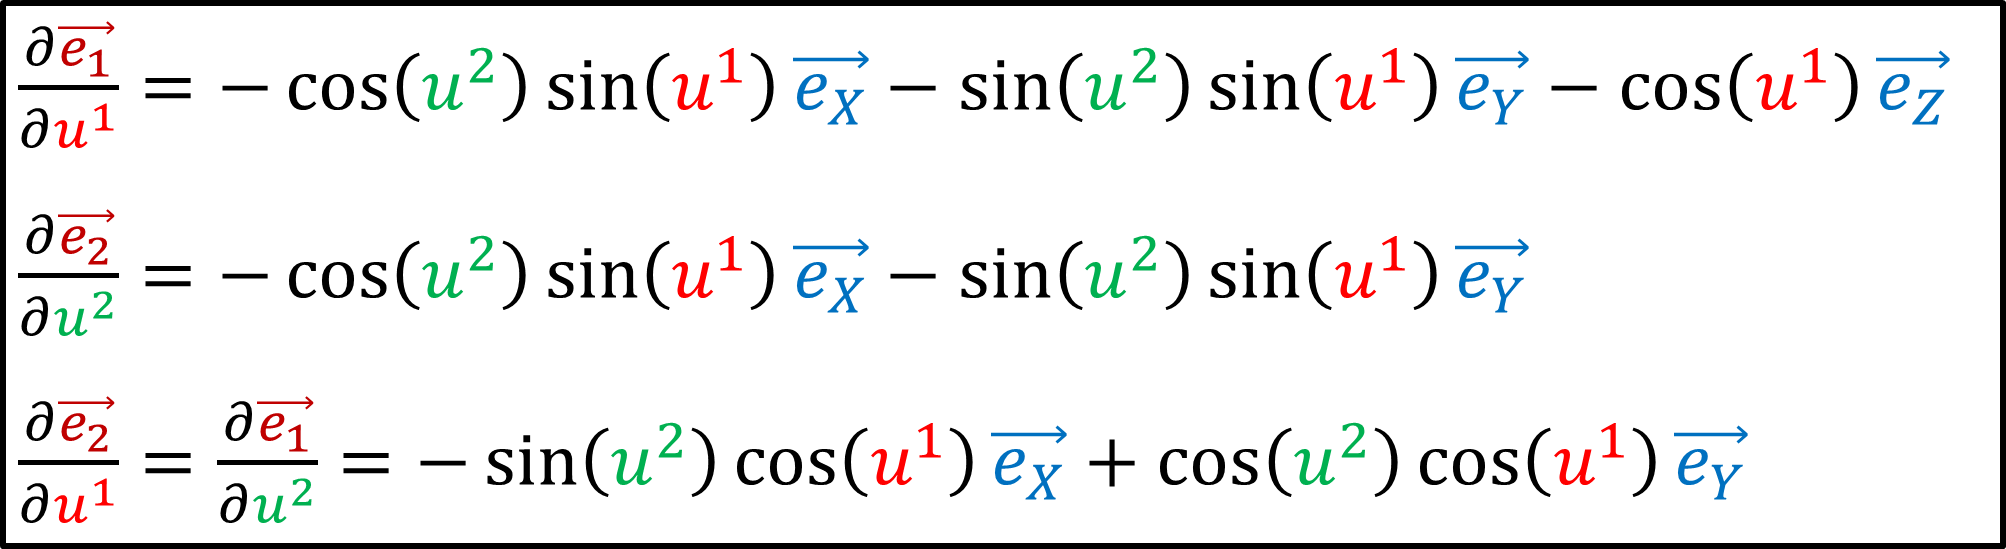 ∂e₁⃗/∂u¹ = − cos(u²) sin(u¹) e_X⃗ − sin(u²) sin(u¹) e_Y⃗ − cos(u¹) e_Z⃗
∂e₂⃗/∂u² = − cos(u²) sin(u¹) e_X⃗ − sin(u²) sin(u¹) e_Y⃗
∂e₂⃗/∂u¹ = ∂e₁⃗/∂u² = − sin(u²) cos(u¹) e_X⃗ + cos(u²) cos(u¹) e_Y⃗